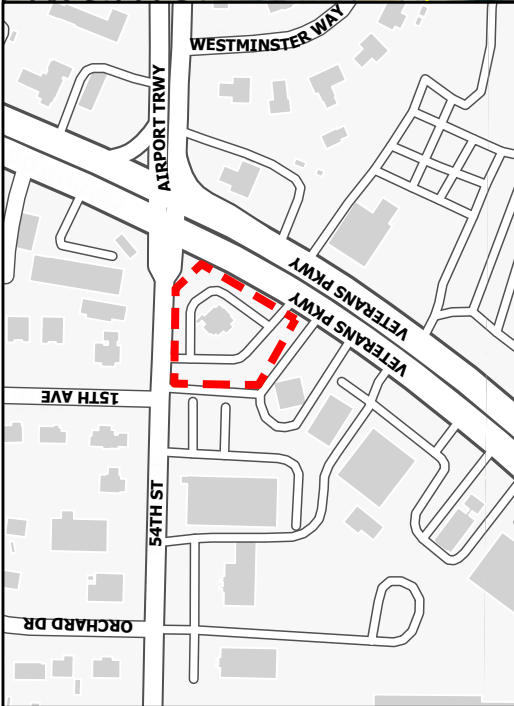 WESTMINSTER WAY
AIRPORT TRWY
VETERANS PKWY
VETERANS PKWY
15TH AVE
54TH ST
ORCHARD DR